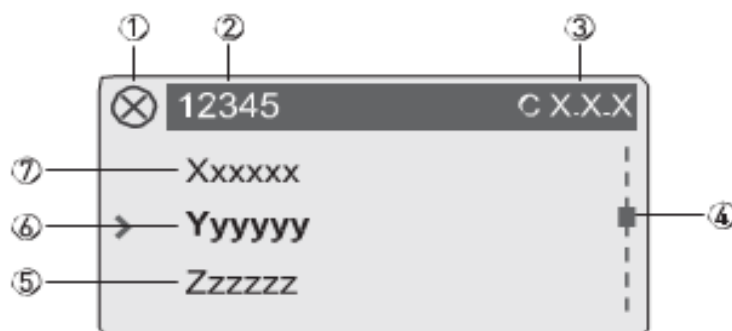 ① ② ③
12345 C X.X.X
⑦ Xxxxxx
⑥ > Yyyyyy ④
⑤ Zzzzzz